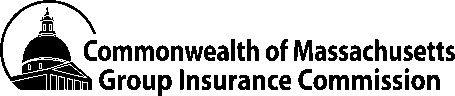 Commonwealth of Massachusetts
Group Insurance Commission